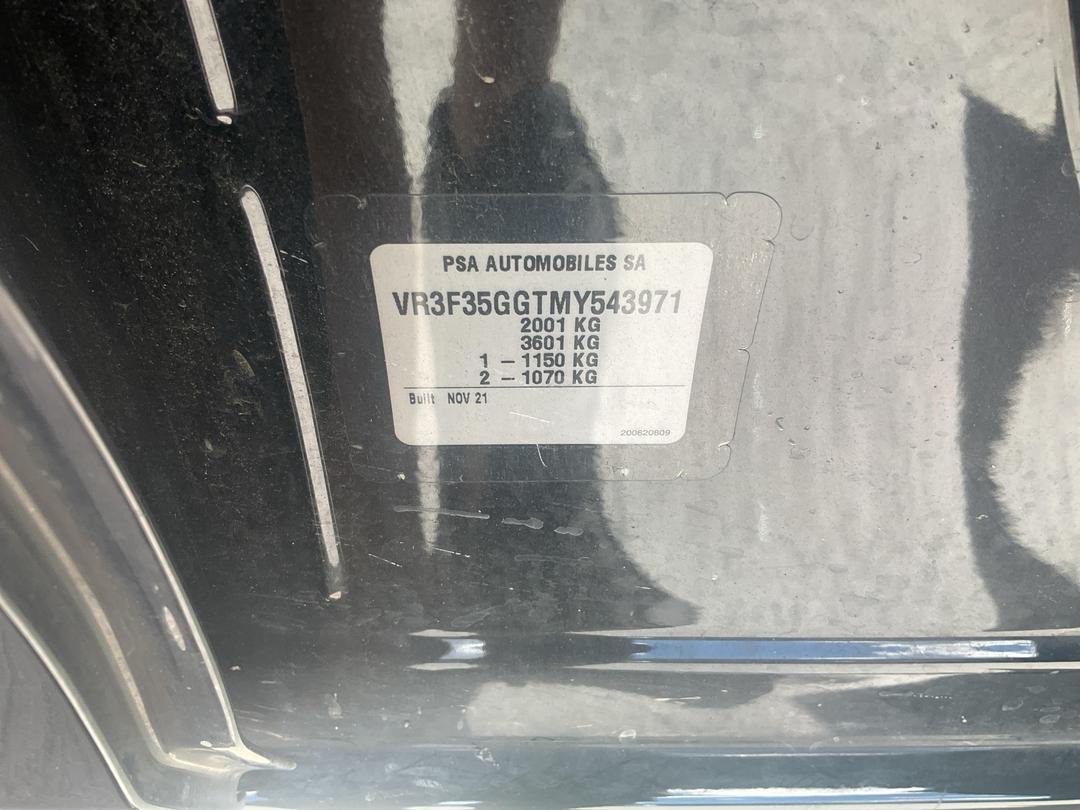 PSA AUTOMOBILES SA
VR3F35GGTMY543971
2001 KG
3601 KG
1 – 1150 KG
2 – 1070 KG
Built NOV 21
200620809